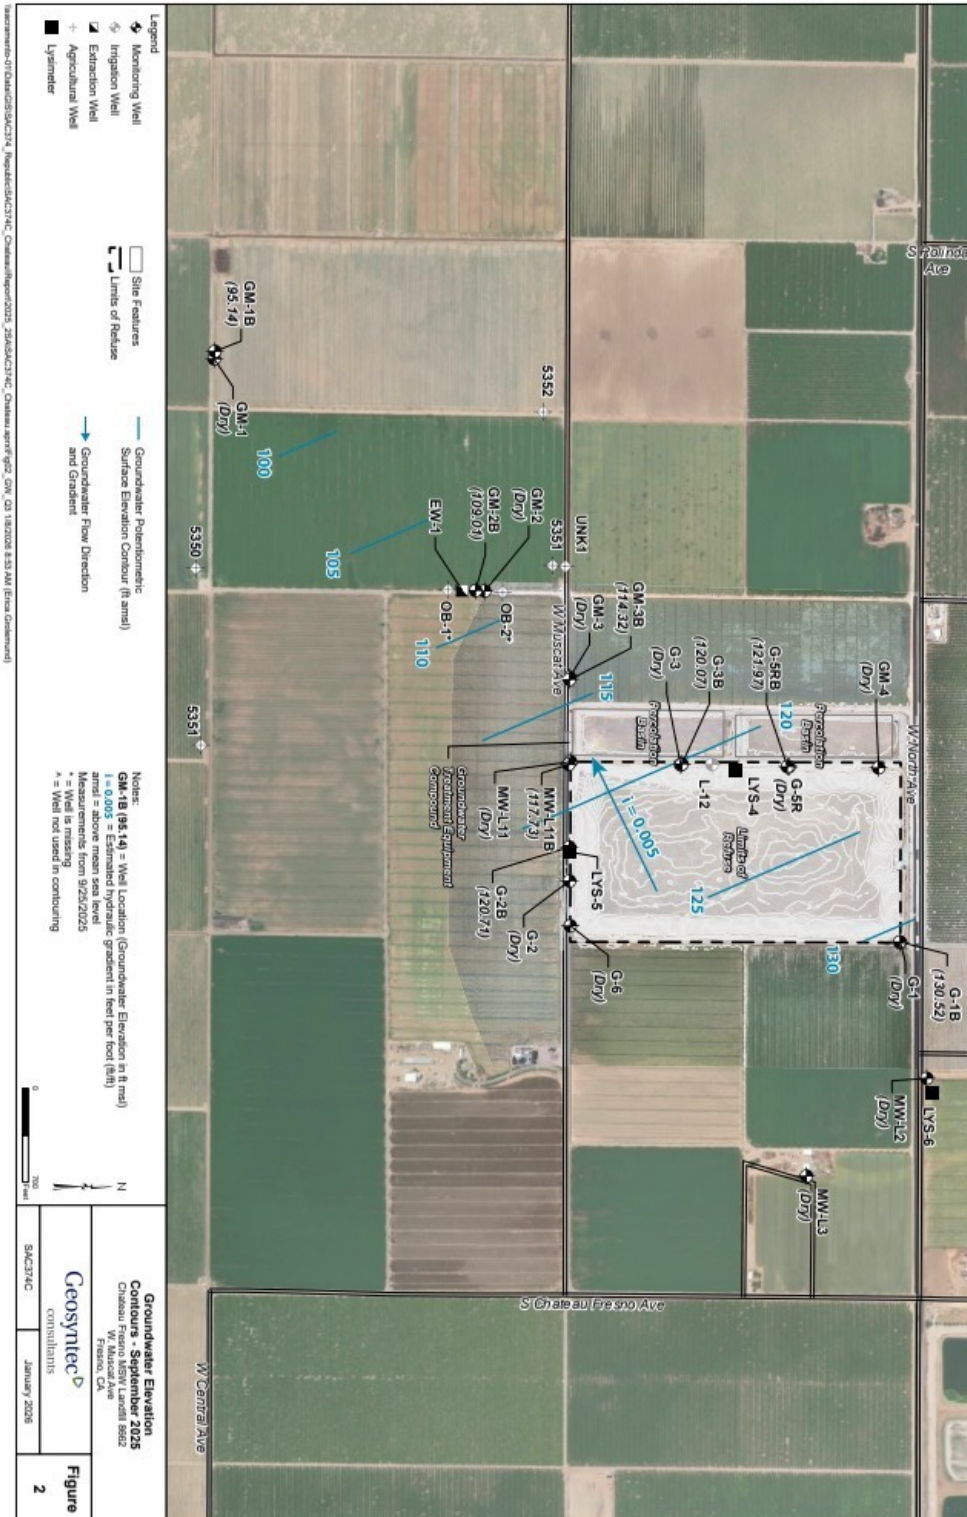 S Rolinda
Ave
W North Ave
GM-4
(Dry)
Percolation
Basin
120
G-5RB
(121.97)
G-5R
(Dry)
LYS-4
L-12
G-3B
(120.07)
G-3
(Dry)
Percolation
Basin
Limits of
Refuse
125
130
G-1B
(130.52)
G-1
(Dry)
LYS-6
MW-L2
(Dry)
MW-L3
(Dry)
i = 0.005
115
GM-3B
(114.32)
GM-3
(Dry)
UNK1
5351
5352
W Muscat Ave
MW-L11B
(117.73)
MW-L11
(Dry)
LYS-5
G-2B
(120.71)
G-2
(Dry)
G-6
(Dry)
GM-2
(Dry)
GM-2B
(109.01)
EW-1
OB-2*
OB-1*
110
Groundwater
Treatment Equipment
Compound
105
100
GM-1B
(95.14)
GM-1
(Dry)
5350
5351
S Chateau Fresno Ave
W Central Ave
Legend
Monitoring Well
Irrigation Well
Extraction Well
Agricultural Well
Lysimeter
Site Features
Limits of Refuse
Groundwater Potentiometric
Surface Elevation Contour (ft amsl)
Groundwater Flow Direction
and Gradient
Notes:
GM-1B (95.14) = Well Location (Groundwater Elevation in ft msl)
i = 0.005 = Estimated hydraulic gradient in feet per foot (ft/ft)
amsl = above mean sea level
Measurements from 9/25/2025
* = Well is missing
^ = Well not used in contouring
N
0 700
Feet
Groundwater Elevation
Contours - September 2025
Chateau Fresno MSW Landfill 8662
W. Muscat Ave
Fresno, CA
Geosyntec
consultants
SAC374C
January 2026
Figure
2